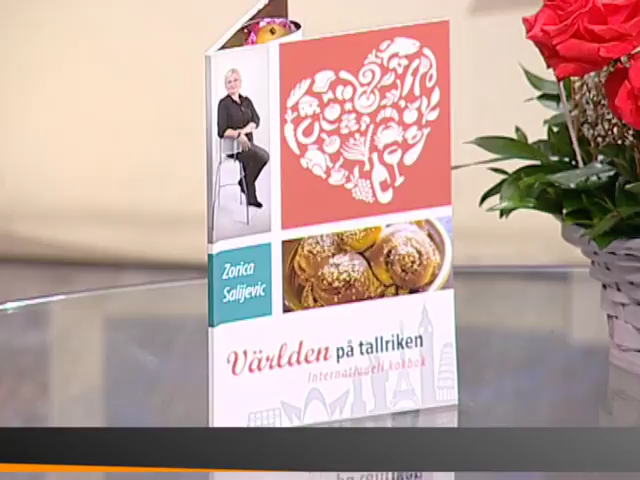 Zorica
Salijevic
Världen på tallriken
Internationell kokbok